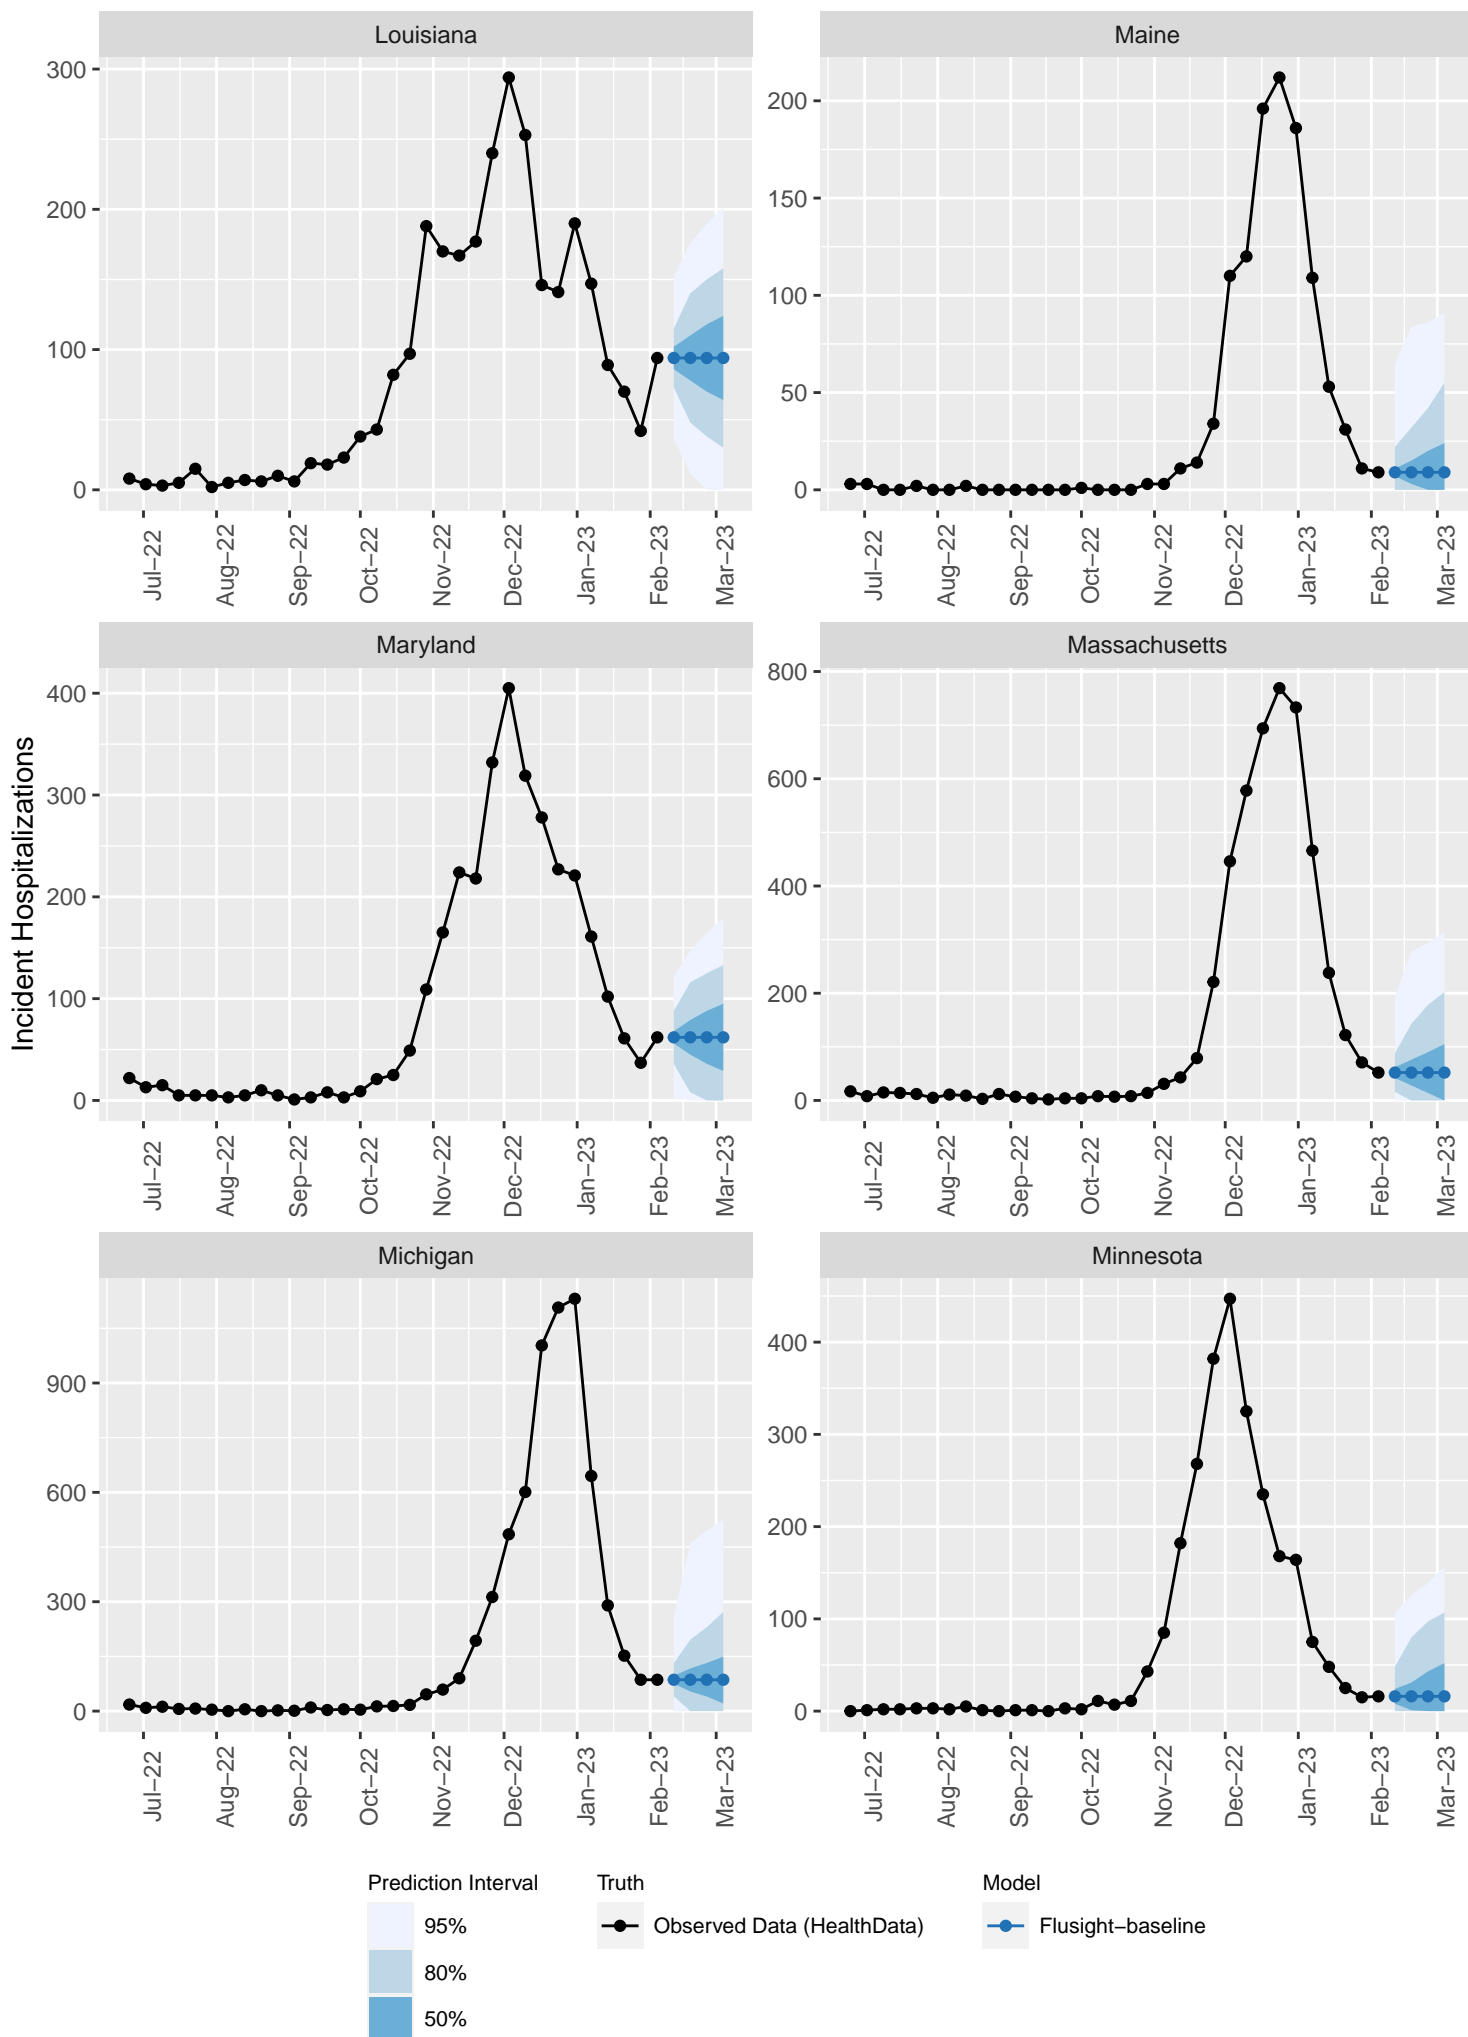 Louisiana
Maine
300
200
100
0
200
150
100
50
0
Jul−22
Aug−22
Sep−22
Oct−22
Nov−22
Dec−22
Jan−23
Feb−23
Mar−23
Jul−22
Aug−22
Sep−22
Oct−22
Nov−22
Dec−22
Jan−23
Feb−23
Mar−23
Incident Hospitalizations
Maryland
Massachusetts
400
300
200
100
0
800
600
400
200
0
Jul−22
Aug−22
Sep−22
Oct−22
Nov−22
Dec−22
Jan−23
Feb−23
Mar−23
Jul−22
Aug−22
Sep−22
Oct−22
Nov−22
Dec−22
Jan−23
Feb−23
Mar−23
Michigan
Minnesota
900
600
300
0
400
300
200
100
0
Jul−22
Aug−22
Sep−22
Oct−22
Nov−22
Dec−22
Jan−23
Feb−23
Mar−23
Jul−22
Aug−22
Sep−22
Oct−22
Nov−22
Dec−22
Jan−23
Feb−23
Mar−23
Prediction Interval
95%
80%
50%
Truth
Observed Data (HealthData)
Model
Flusight−baseline